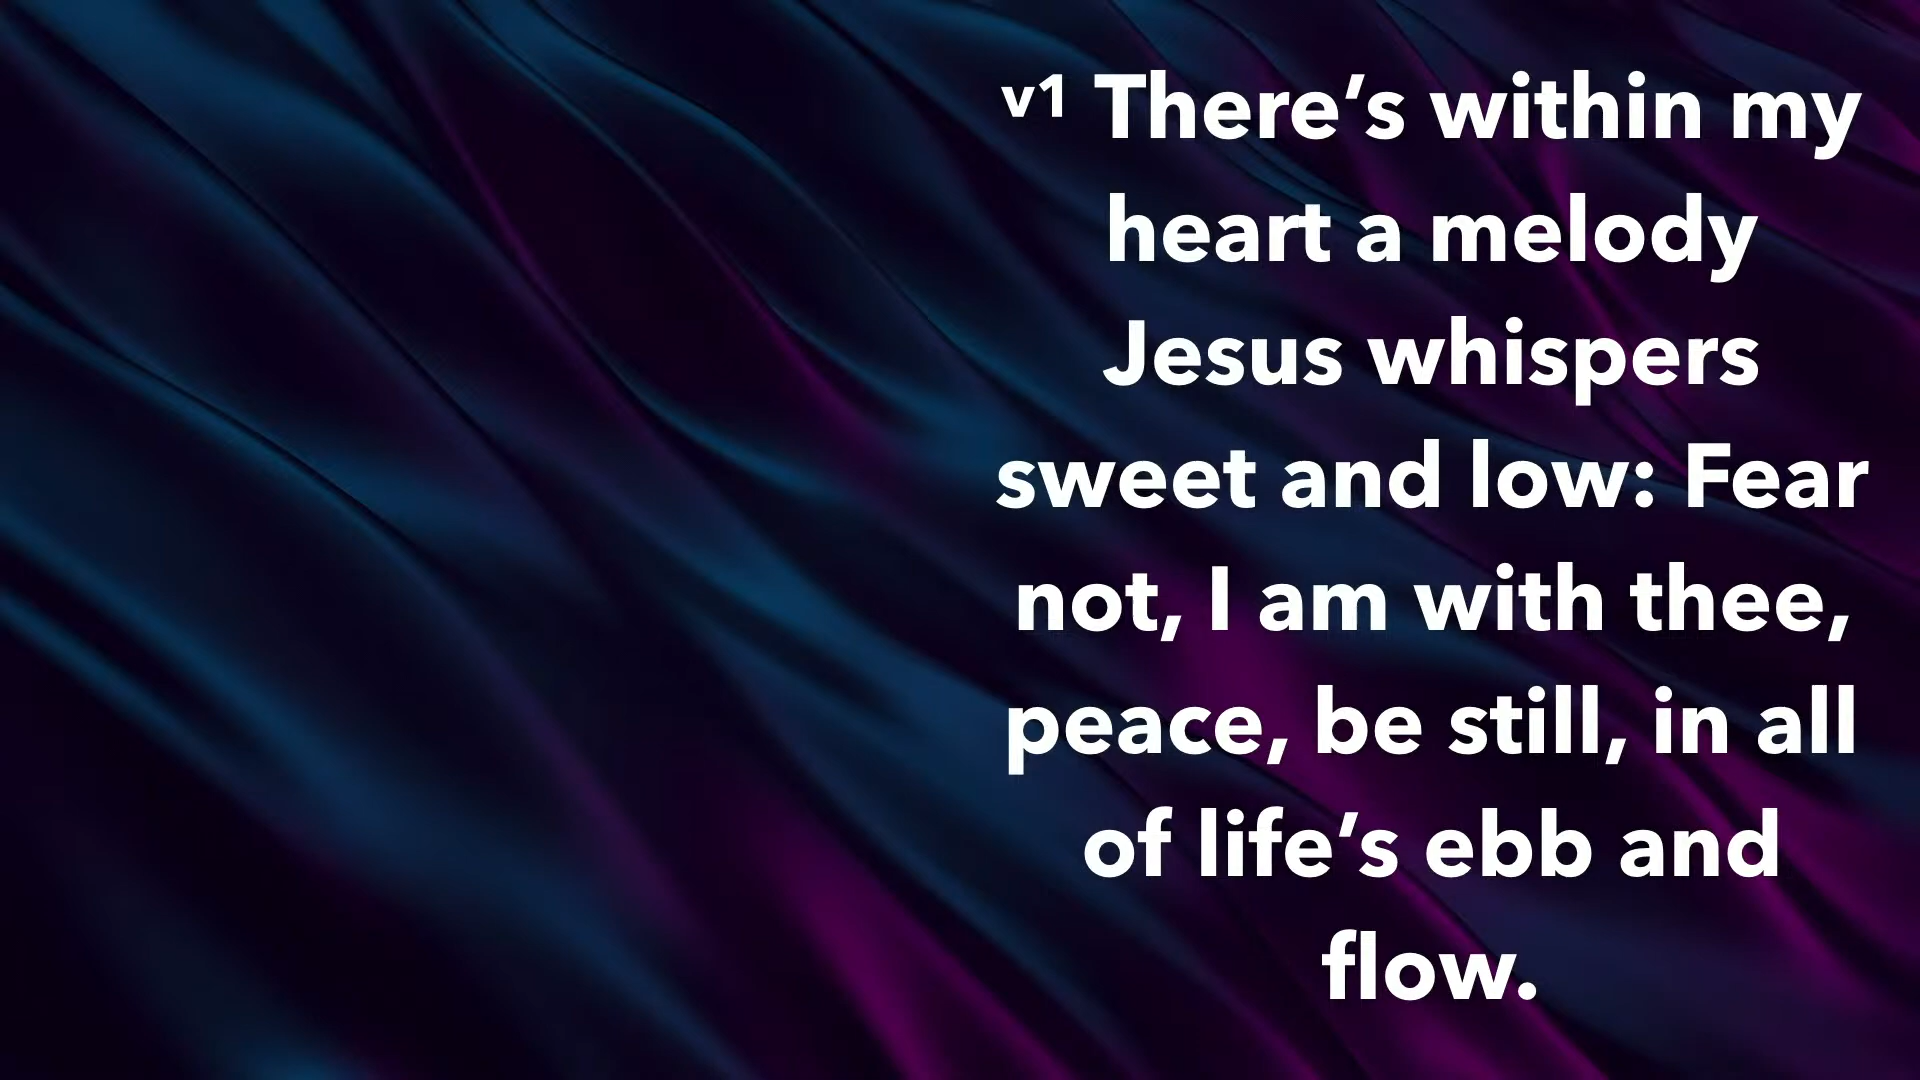 v1 There’s within my
heart a melody
Jesus whispers
sweet and low: Fear
not, I am with thee,
peace, be still, in all
of life’s ebb and
flow.